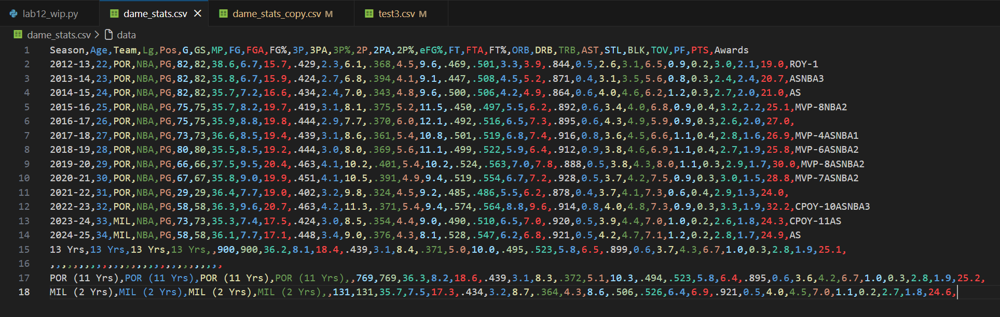 lab12_wip.py dame_stats.csv dame_stats_copy.csv M test3.csv M
dame_stats.csv > data
1 Season,Age,Team,Lg,Pos,G,GS,MP,FG,FGA,FG%,3P,3PA,3P%,2P,2PA,2P%,eFG%,FT,FTA,FT%,ORB,DRB,TRB,AST,STL,BLK,TOV,PF,PTS,Awards
2 2012-13,22,POR,NBA,PG,82,82,38.6,6.7,15.7,.429,2.3,6.1,.368,4.5,9.6,.469,.501,3.3,3.9,.844,0.5,2.6,3.1,6.5,0.9,0.2,3.0,2.1,19.0,ROY-1
3 2013-14,23,POR,NBA,PG,82,82,35.8,6.7,15.9,.424,2.7,6.8,.394,4.1,9.1,.447,.508,4.5,5.2,.871,0.4,3.1,3.5,5.6,0.8,0.3,2.4,2.4,20.7,ASNBA3
4 2014-15,24,POR,NBA,PG,82,82,35.7,7.2,16.6,.434,2.4,7.0,.343,4.8,9.6,.500,.506,4.2,4.9,.864,0.6,4.0,4.6,6.2,1.2,0.3,2.7,2.0,21.0,AS
5 2015-16,25,POR,NBA,PG,75,75,35.7,8.2,19.7,.419,3.1,8.1,.375,5.2,11.5,.450,.497,5.5,6.2,.892,0.6,3.4,4.0,6.8,0.9,0.4,3.2,2.2,25.1,MVP-8NBA2
6 2016-17,26,POR,NBA,PG,75,75,35.9,8.8,19.8,.444,2.9,7.7,.370,6.0,12.1,.492,.516,6.5,7.3,.895,0.6,4.3,4.9,5.9,0.9,0.3,2.6,2.0,27.0,
7 2017-18,27,POR,NBA,PG,73,73,36.6,8.5,19.4,.439,3.1,8.6,.361,5.4,10.8,.501,.519,6.8,7.4,.916,0.8,3.6,4.5,6.6,1.1,0.4,2.8,1.6,26.9,MVP-4ASNBA1
8 2018-19,28,POR,NBA,PG,80,80,35.5,8.5,19.2,.444,3.0,8.0,.369,5.6,11.1,.499,.522,5.9,6.4,.912,0.9,3.8,4.6,6.9,1.1,0.4,2.7,1.9,25.8,MVP-6ASNBA2
9 2019-20,29,POR,NBA,PG,66,66,37.5,9.5,20.4,.463,4.1,10.2,.401,5.4,10.2,.524,.563,7.0,7.8,.888,0.5,3.8,4.3,8.0,1.1,0.3,2.9,1.7,30.0,MVP-8ASNBA2
10 2020-21,30,POR,NBA,PG,67,67,35.8,9.0,19.9,.451,4.1,10.5,.391,4.9,9.4,.519,.554,6.7,7.2,.928,0.5,3.7,4.2,7.5,0.9,0.3,3.0,1.5,28.8,MVP-7ASNBA2
11 2021-22,31,POR,NBA,PG,29,29,36.4,7.7,19.0,.402,3.2,9.8,.324,4.5,9.2,.485,.486,5.5,6.2,.878,0.4,3.7,4.1,7.3,0.6,0.4,2.9,1.3,24.0,
12 2022-23,32,POR,NBA,PG,58,58,36.3,9.6,20.7,.463,4.2,11.3,.371,5.4,9.4,.574,.564,8.8,9.6,.914,0.8,4.0,4.8,7.3,0.9,0.3,3.3,1.9,32.2,CPOY-10ASNBA3
13 2023-24,33,MIL,NBA,PG,73,73,35.3,7.4,17.5,.424,3.0,8.5,.354,4.4,9.0,.490,.510,6.5,7.0,.920,0.5,3.9,4.4,7.0,1.0,0.2,2.6,1.8,24.3,CPOY-11AS
14 2024-25,34,MIL,NBA,PG,58,58,36.1,7.7,17.1,.448,3.4,9.0,.376,4.3,8.1,.528,.547,6.2,6.8,.921,0.5,4.2,4.7,7.1,1.2,0.2,2.8,1.7,24.9,AS
15 13 Yrs,13 Yrs,13 Yrs,13 Yrs,,900,900,36.2,8.1,18.4,.439,3.1,8.4,.371,5.0,10.0,.495,.523,5.8,6.5,.899,0.6,3.7,4.3,6.7,1.0,0.3,2.8,1.9,25.1,
16 ,,,,,,,,,,,,,,,,,,,,,,,,,,,,,,
17 POR (11 Yrs),POR (11 Yrs),POR (11 Yrs),POR (11 Yrs),,769,769,36.3,8.2,18.6,.439,3.1,8.3,.372,5.1,10.3,.494,.523,5.8,6.4,.895,0.6,3.6,4.2,6.7,1.0,0.3,2.8,1.9,25.2,
18 MIL (2 Yrs),MIL (2 Yrs),MIL (2 Yrs),MIL (2 Yrs),,131,131,35.7,7.5,17.3,.434,3.2,8.7,.364,4.3,8.6,.506,.526,6.4,6.9,.921,0.5,4.0,4.5,7.0,1.1,0.2,2.7,1.8,24.6,